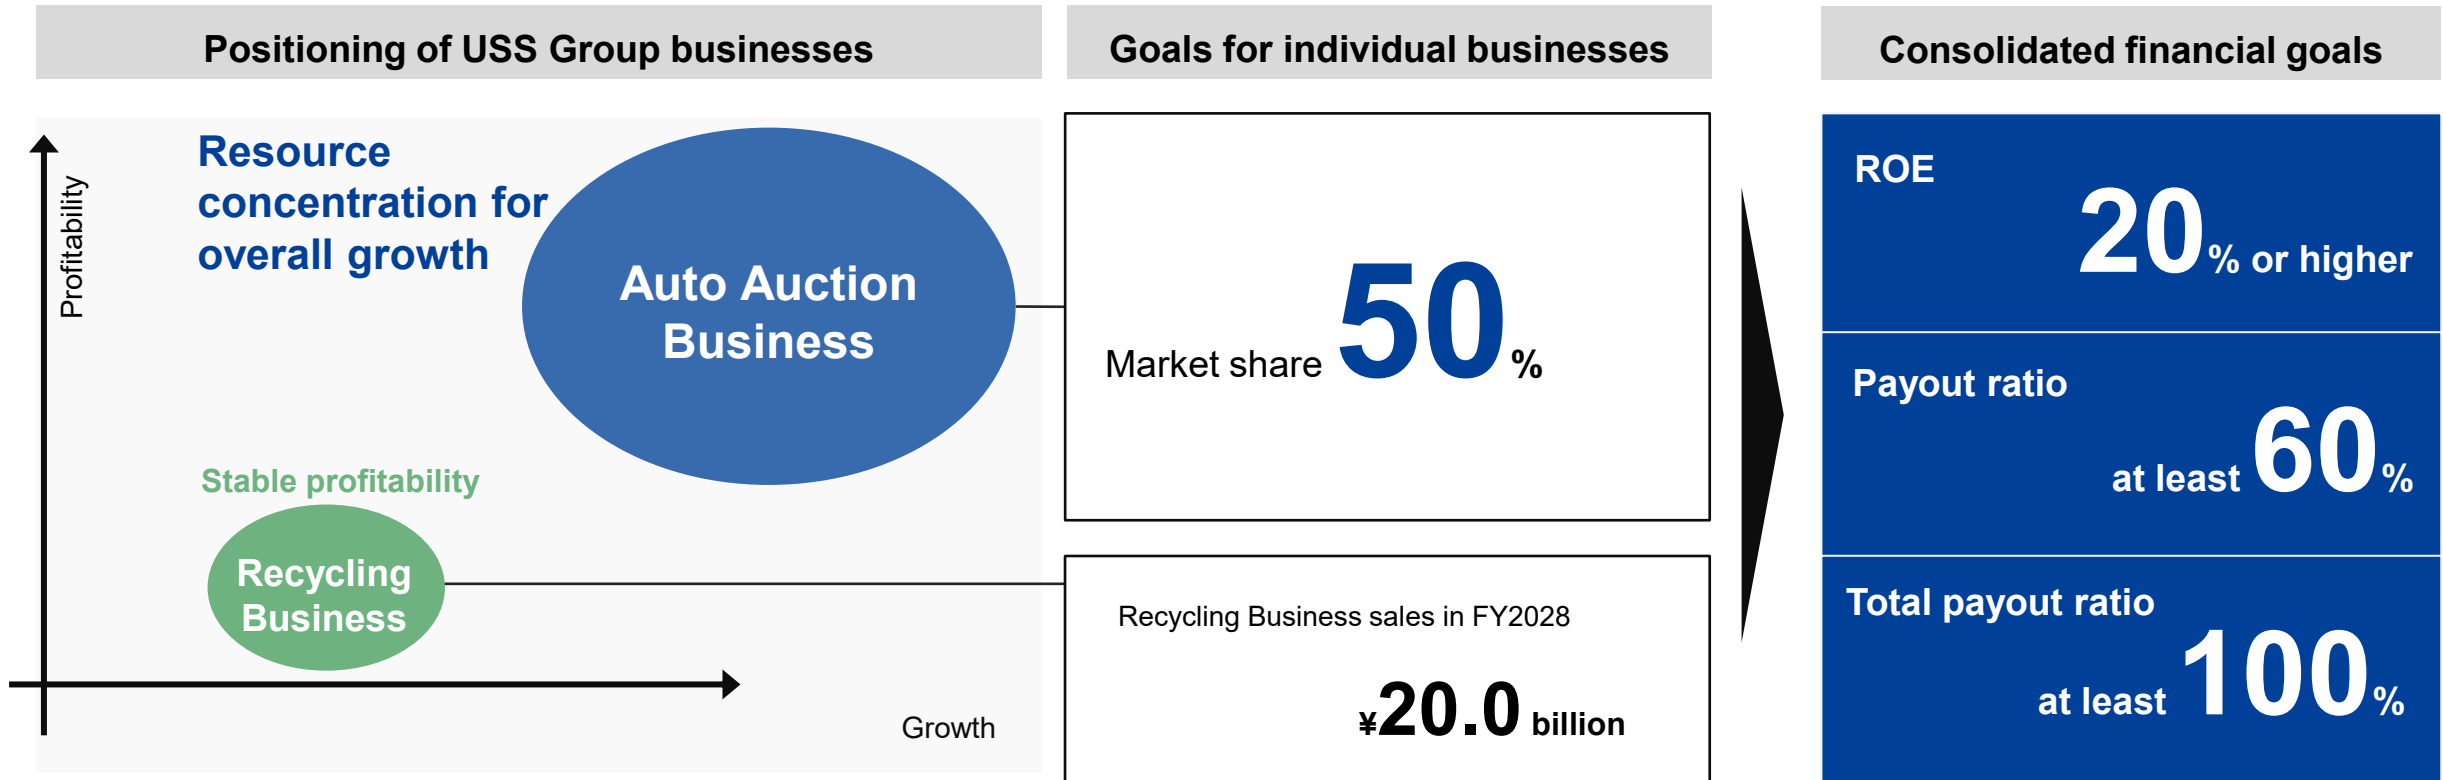 Positioning of USS Group businesses
Goals for individual businesses
Consolidated financial goals
Profitability
Resource
concentration for
overall growth
Auto Auction
Business
Stable profitability
Recycling
Business
Growth
Market share 50%
Recycling Business sales in FY2028
¥20.0 billion
ROE
20% or higher
Payout ratio
at least 60%
Total payout ratio
at least 100%